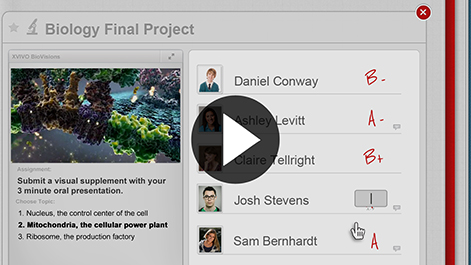 Biology Final Project
XVIVO BioVisions
Assignment:
Submit a visual supplement with your
3 minute oral presentation.
Choose Topic:
1. Nucleus, the control center of the cell
2. Mitochondria, the cellular power plant
3. Ribosome, the production factory
Daniel Conway B-
Ashley Levitt A-
Claire Tellright B+
Josh Stevens
Sam Bernhardt A